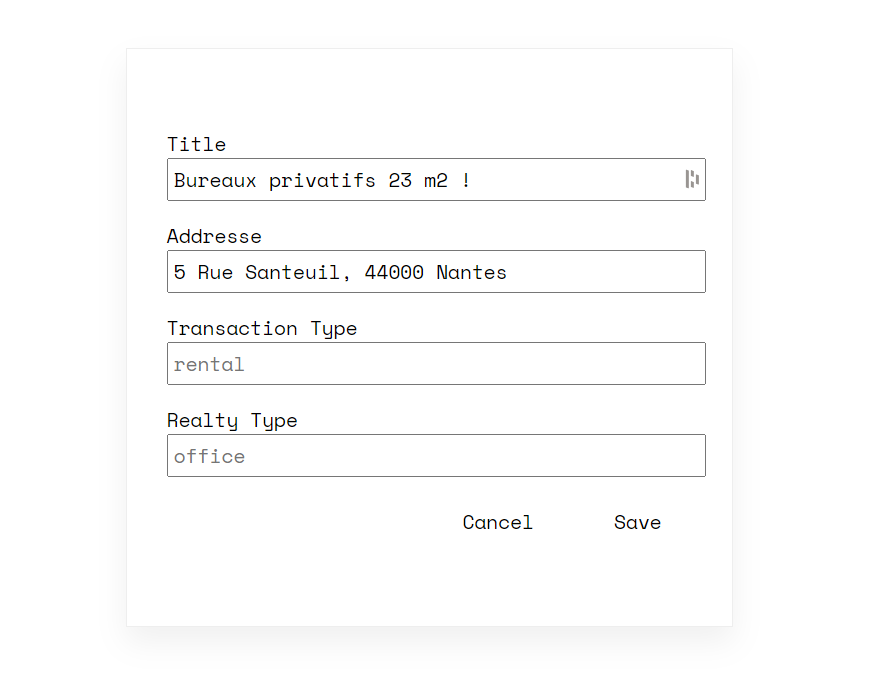 Title
Bureaux privatifs 23 m2 !
Addresse
5 Rue Santeuil, 44000 Nantes
Transaction Type
rental
Realty Type
office
Cancel Save